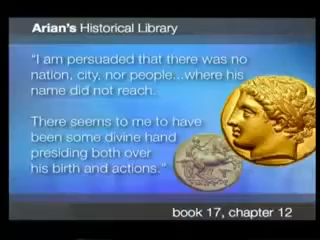 Arian's Historical Library
"I am persuaded that there was no
nation, city, nor people...where his
name did not reach.
There seems to me to have
been some divine hand
presiding both over
his birth and actions."
book 17, chapter 12